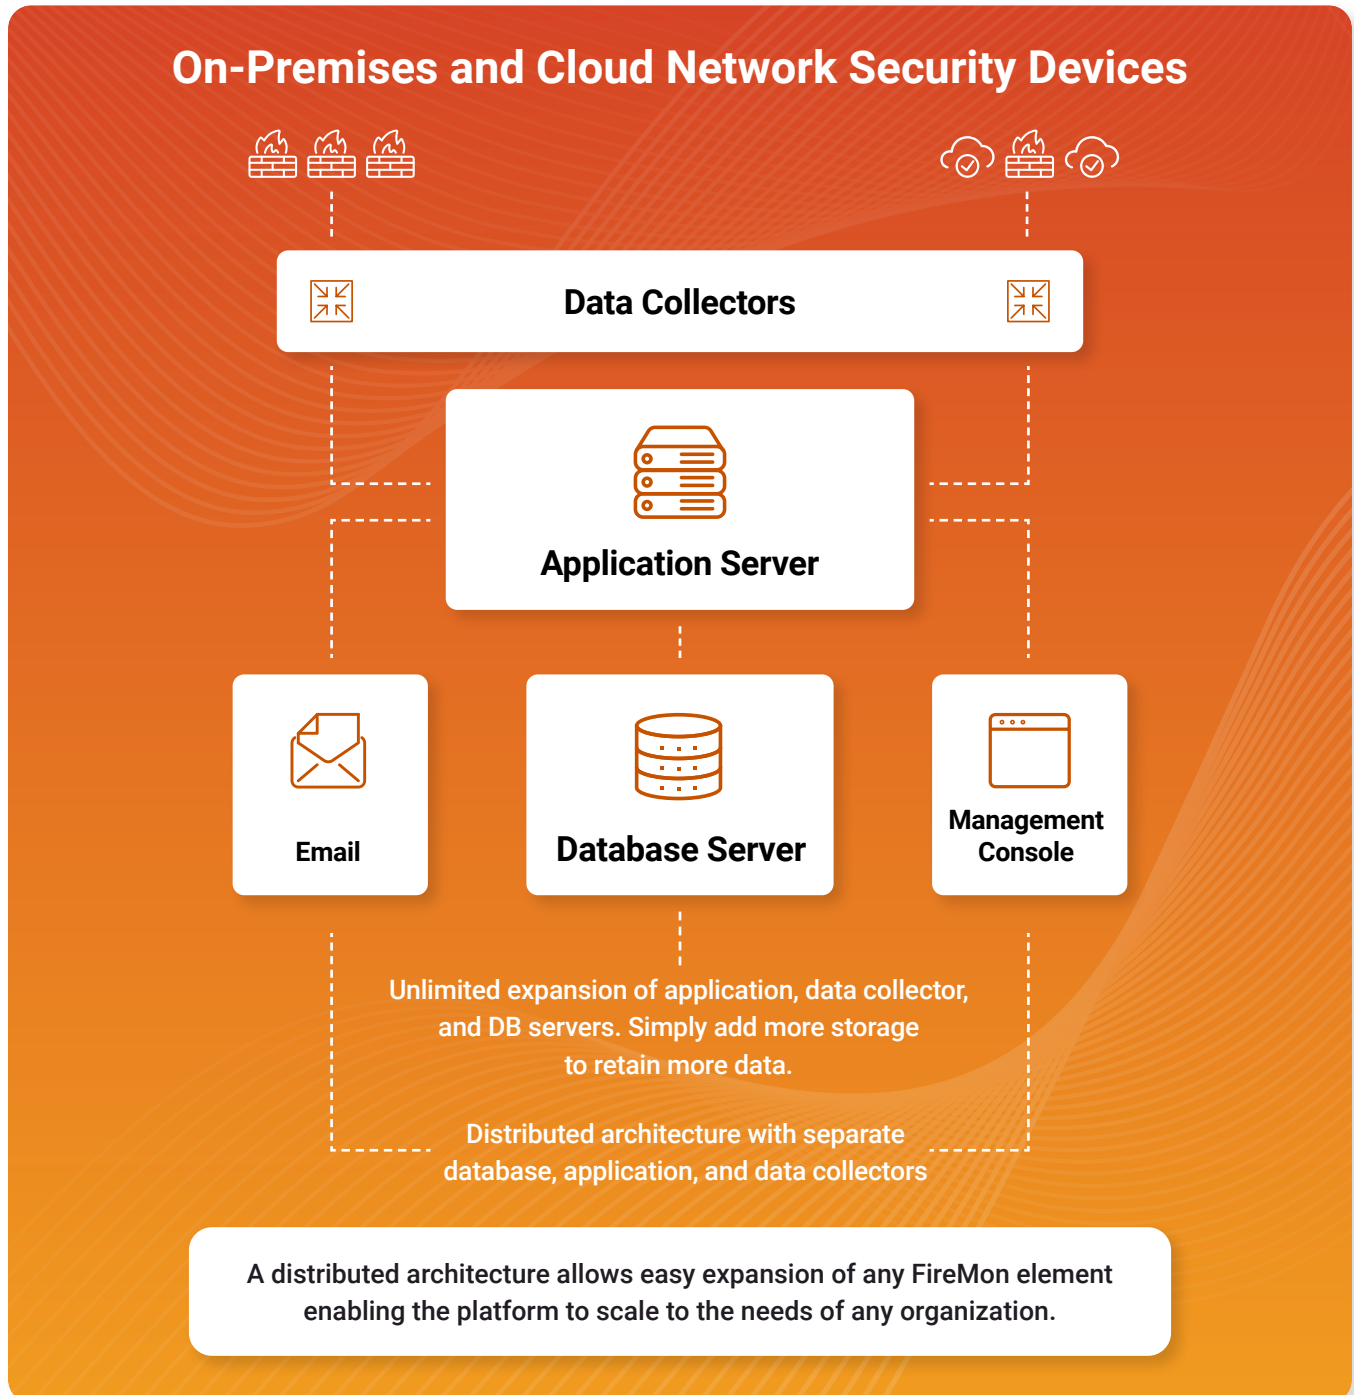 On-Premises and Cloud Network Security Devices
Data Collectors
Application Server
Email
Database Server
Management
Console
Unlimited expansion of application, data collector,
and DB servers. Simply add more storage
to retain more data.
Distributed architecture with separate
database, application, and data collectors
A distributed architecture allows easy expansion of any FireMon element
enabling the platform to scale to the needs of any organization.